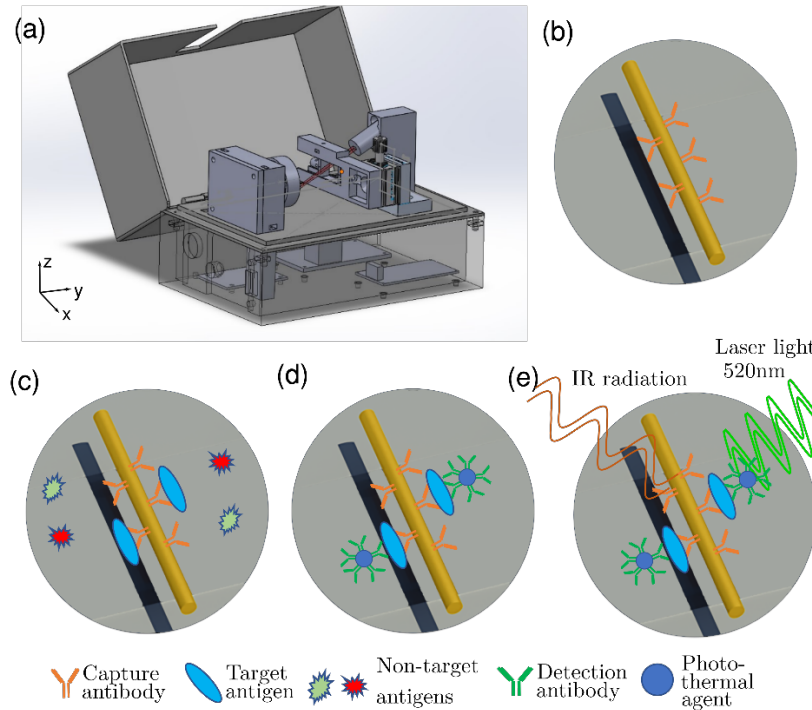 (a)
z
y
x
(b)
(c)
(d)
(e)
Laser light
520nm
IR radiation
Capture
antibody
Target
antigen
Non-target
antigens
Detection
antibody
Photo-
thermal
agent